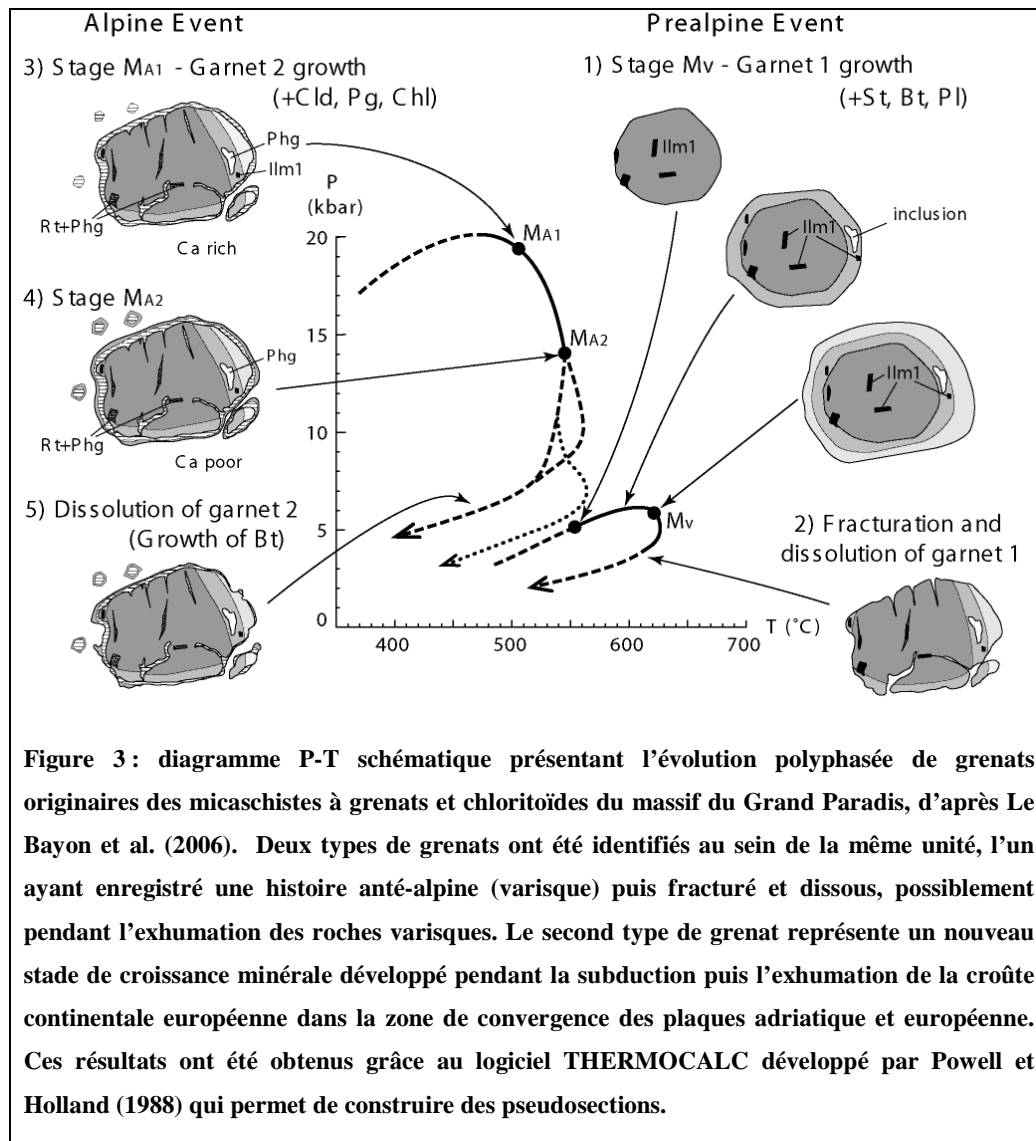 Alpine Event
Prealpine Event
3) Stage MA1 - Garnet 2 growth
(+Cld, Pg, Chl)
1) Stage Mv - Garnet 1 growth
(+St, Bt, Pl)
Phg
Ilm1
Rt+Phg
Ca rich
Ilm1
Ilm1
inclusion
P
(kbar)
20
MA1
4) Stage MA2
15
MA2
Phg
Ilm1
Rt+Phg
Ca poor
10
5) Dissolution of garnet 2
(Growth of Bt)
5
Mv
2) Fracturation and
dissolution of garnet 1
0
400
500
600
700
T (˚C)
Figure 3 : diagramme P-T schématique présentant l’évolution polyphasée de grenats
originaires des micaschistes à grenats et chloritoïdes du massif du Grand Paradis, d’après Le
Bayon et al. (2006). Deux types de grenats ont été identifiés au sein de la même unité, l’un
ayant enregistré une histoire anté-alpine (varisque) puis fracturé et dissous, possiblement
pendant l’exhumation des roches varisques. Le second type de grenat représente un nouveau
stade de croissance minérale développé pendant la subduction puis l’exhumation de la croûte
continentale européenne dans la zone de convergence des plaques adriatique et européenne.
Ces résultats ont été obtenus grâce au logiciel THERMOCALC développé par Powell et
Holland (1988) qui permet de construire des pseudosections.